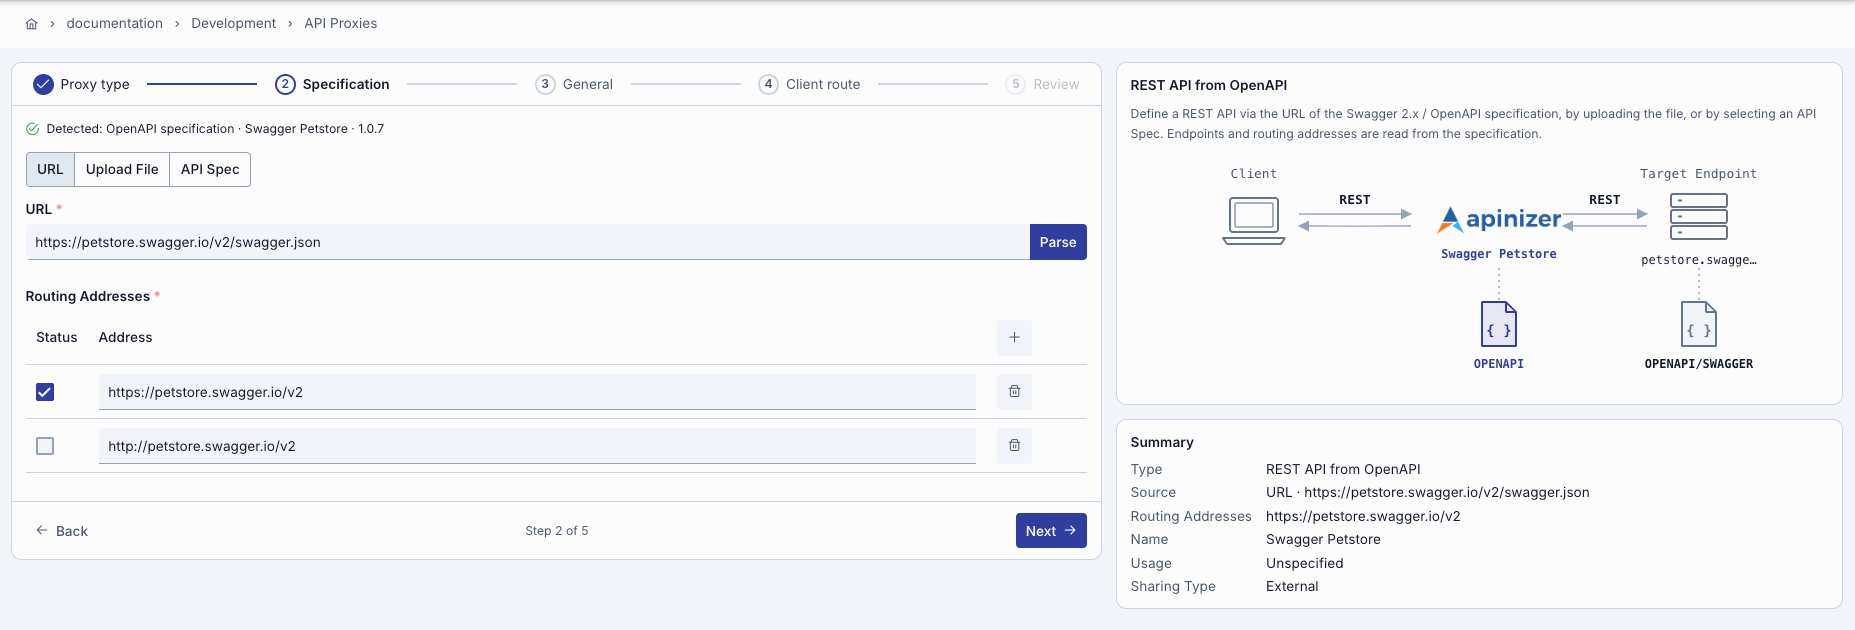 documentation > Development > API Proxies
Proxy type
2 Specification
3 General
4 Client route
5 Review
Detected: OpenAPI specification · Swagger Petstore · 1.0.7
URL
Upload File
API Spec
URL *
https://petstore.swagger.io/v2/swagger.json
Parse
Routing Addresses *
Status
Address
https://petstore.swagger.io/v2
http://petstore.swagger.io/v2
← Back
Step 2 of 5
Next →
REST API from OpenAPI
Define a REST API via the URL of the Swagger 2.x / OpenAPI specification, by uploading the file, or by selecting an API
Spec. Endpoints and routing addresses are read from the specification.
Client
Target Endpoint
REST
REST
apinizer
Swagger Petstore
petstore.swagge…
{ }
{ }
OPENAPI
OPENAPI/SWAGGER
Summary
Type REST API from OpenAPI
Source URL · https://petstore.swagger.io/v2/swagger.json
Routing Addresses https://petstore.swagger.io/v2
Name Swagger Petstore
Usage Unspecified
Sharing Type External